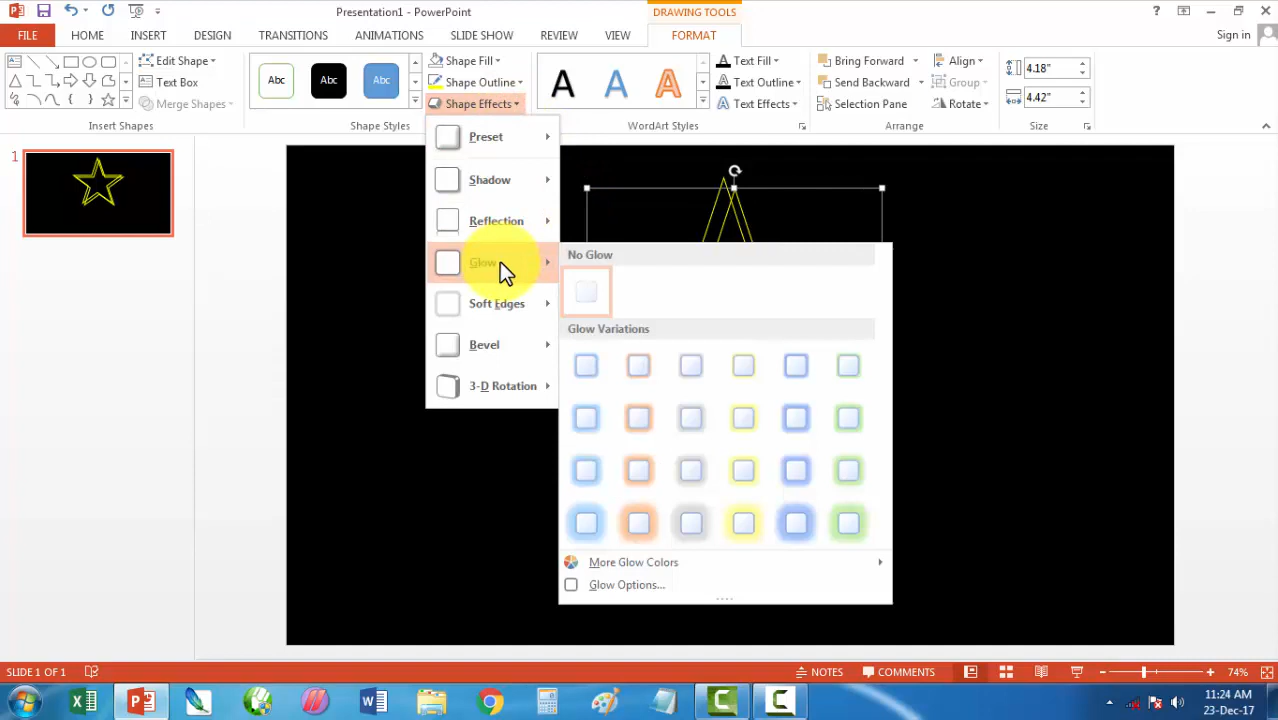 Presentation1 - PowerPoint
DRAWING TOOLS
?
FILE HOME INSERT DESIGN TRANSITIONS ANIMATIONS SLIDE SHOW REVIEW VIEW FORMAT Sign in
Edit Shape
Text Box
Merge Shapes
Insert Shapes
Abc Abc Abc
Shape Fill
Shape Outline
Shape Effects
Shape Styles
A A A
Text Fill
Text Outline
Text Effects
WordArt Styles
Bring Forward
Send Backward
Selection Pane
Align
Group
Rotate
Arrange
4.18"
4.42"
Size
1
Preset
Shadow
Reflection
Glow
Soft Edges
Bevel
3-D Rotation
No Glow
Glow Variations
More Glow Colors
Glow Options...
SLIDE 1 OF 1 NOTES COMMENTS 74%
11:24 AM
23-Dec-17